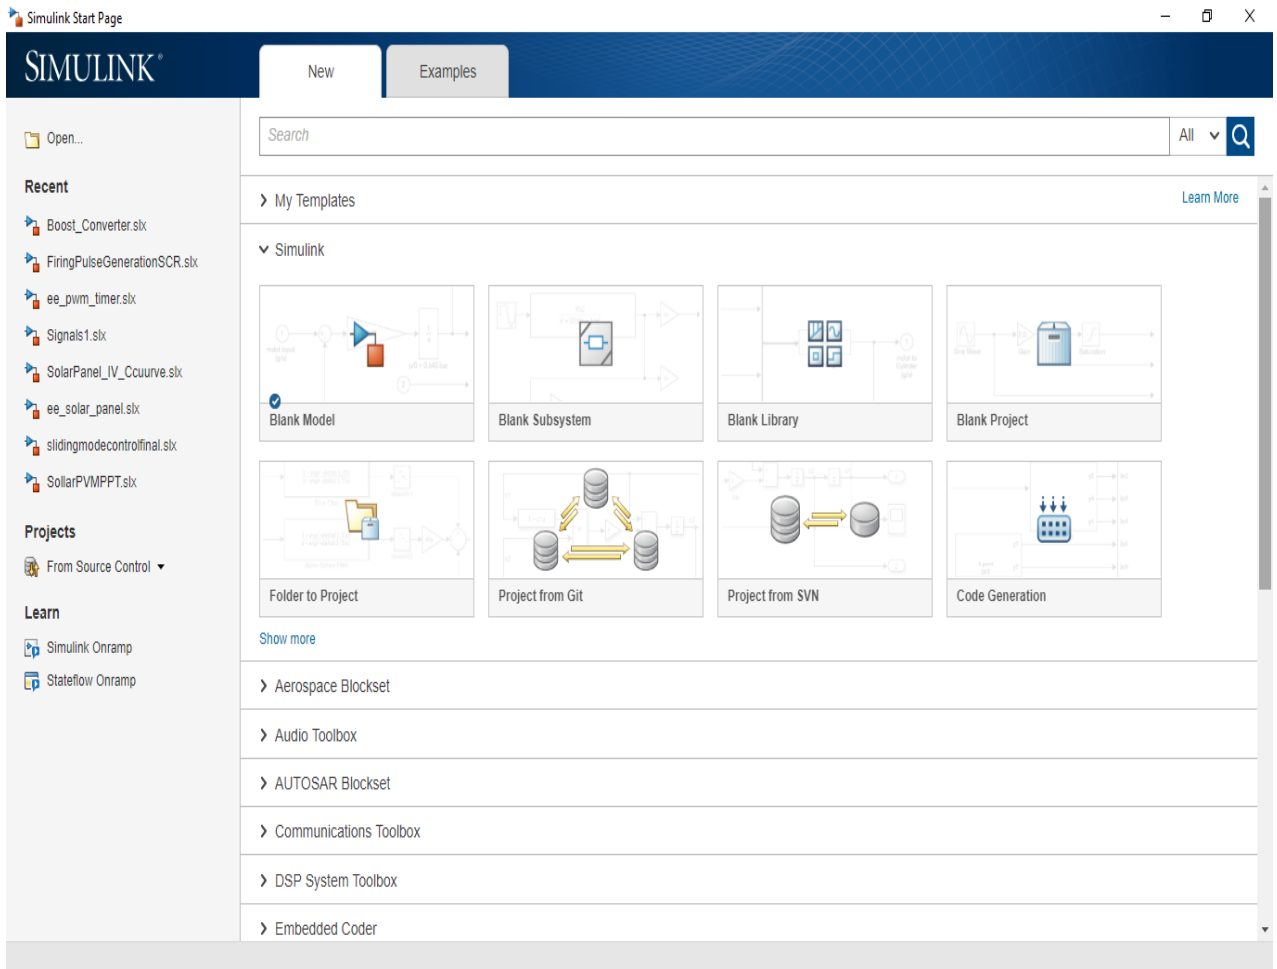 Simulink Start Page
SIMULINK®
New
Examples
Open...
Recent
Boost_Converter.slx
FiringPulseGenerationSCR.slx
ee_pwm_timer.slx
Signals1.slx
SolarPanel_IV_Ccuurve.slx
ee_solar_panel.slx
slidingmodecontrolfinal.slx
SollarPVMPPT.slx
Projects
From Source Control
Learn
Simulink Onramp
Stateflow Onramp
Search
All
My Templates
Learn More
Simulink
Blank Model
Blank Subsystem
Blank Library
Blank Project
Folder to Project
Project from Git
Project from SVN
Code Generation
Show more
Aerospace Blockset
Audio Toolbox
AUTOSAR Blockset
Communications Toolbox
DSP System Toolbox
Embedded Coder